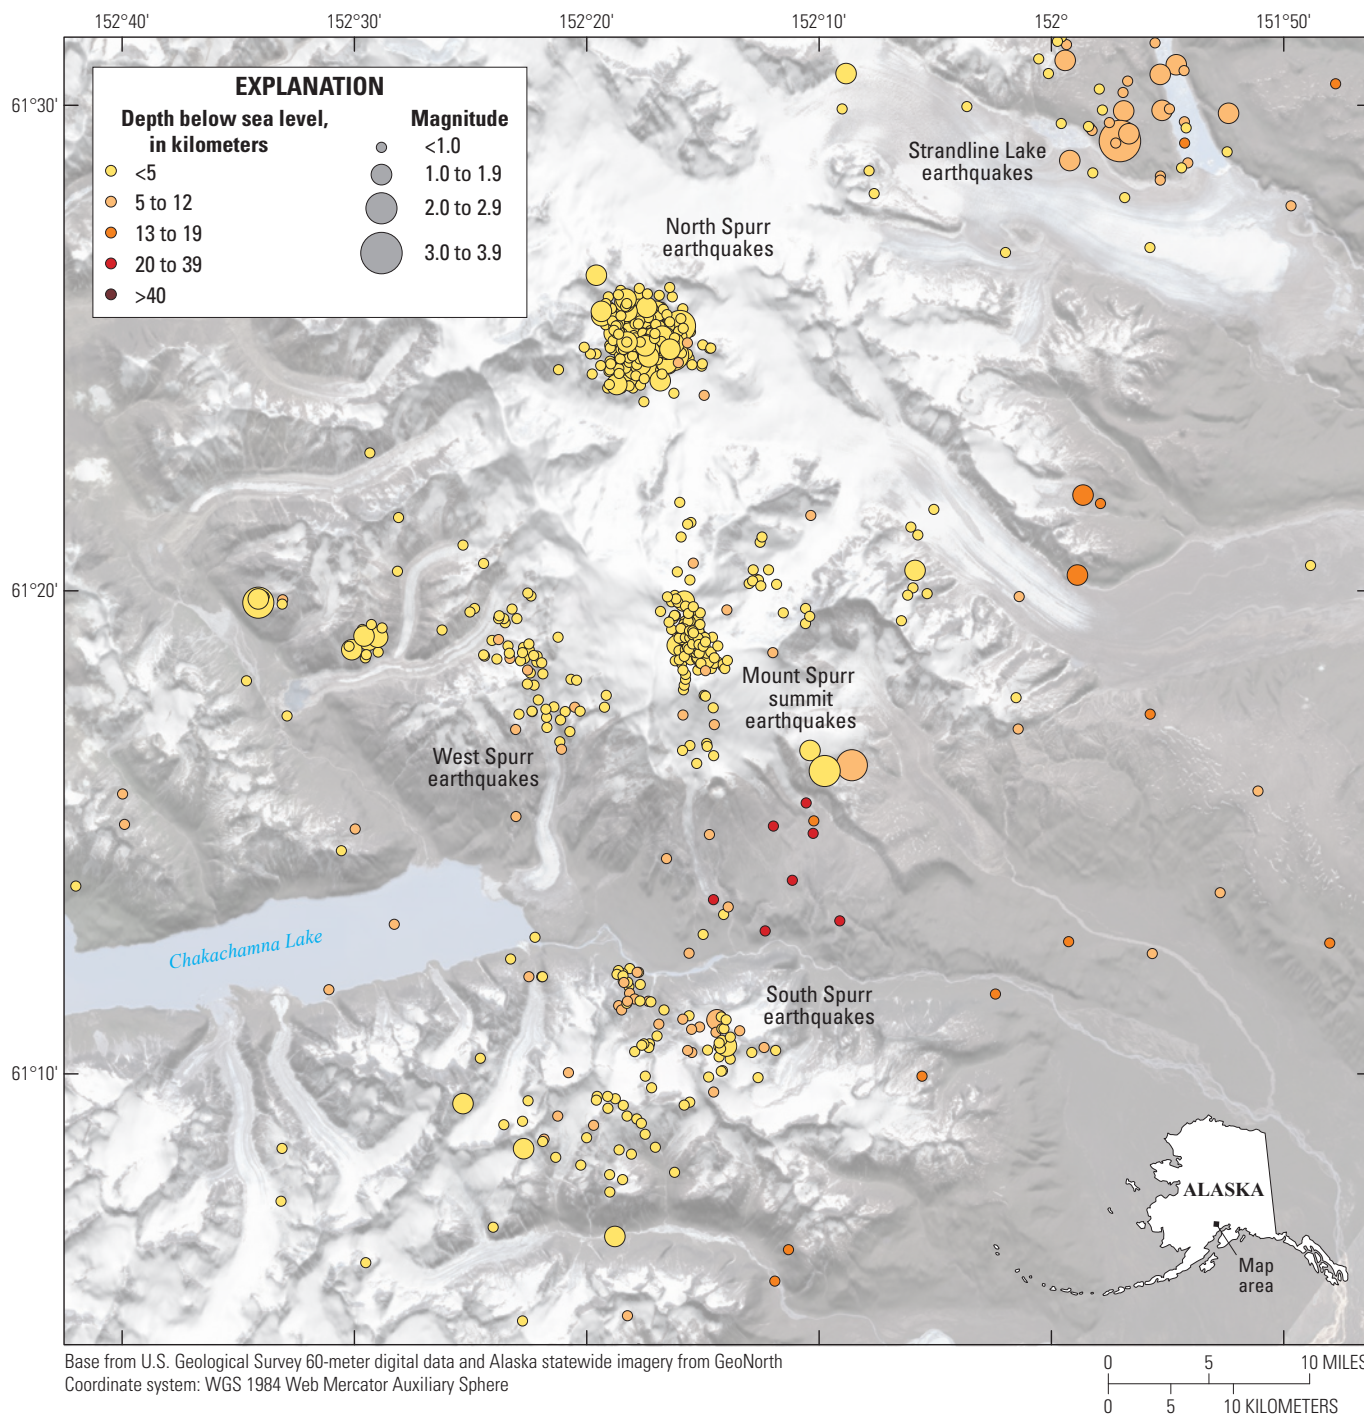 152°40'
152°30'
152°20'
152°10'
152°
151°50'
61°30'
61°20'
61°10'
EXPLANATION
Depth below sea level,
in kilometers
<5
5 to 12
13 to 19
20 to 39
>40
Magnitude
<1.0
1.0 to 1.9
2.0 to 2.9
3.0 to 3.9
Strandline Lake
earthquakes
North Spurr
earthquakes
Mount Spurr
summit
earthquakes
West Spurr
earthquakes
Chakachamna Lake
South Spurr
earthquakes
ALASKA
Map
area
Base from U.S. Geological Survey 60-meter digital data and Alaska statewide imagery from GeoNorth
Coordinate system: WGS 1984 Web Mercator Auxiliary Sphere
0 5 10 MILES
0 5 10 KILOMETERS